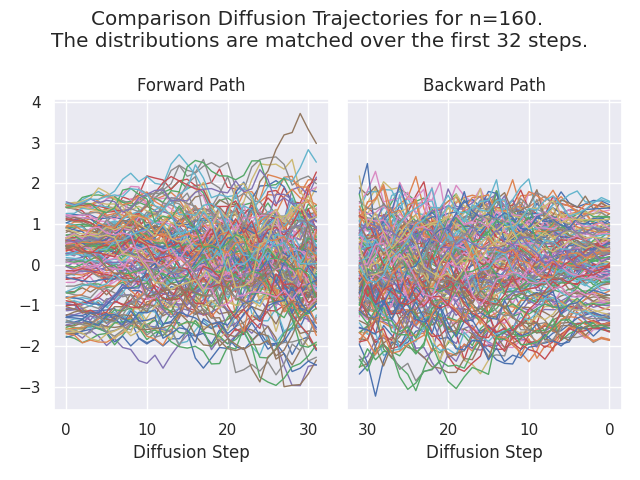 Comparison Diffusion Trajectories for n=160.
The distributions are matched over the first 32 steps.
Forward Path
Backward Path
4
3
2
1
0
−1
−2
−3
0 10 20 30
30 20 10 0
Diffusion Step
Diffusion Step